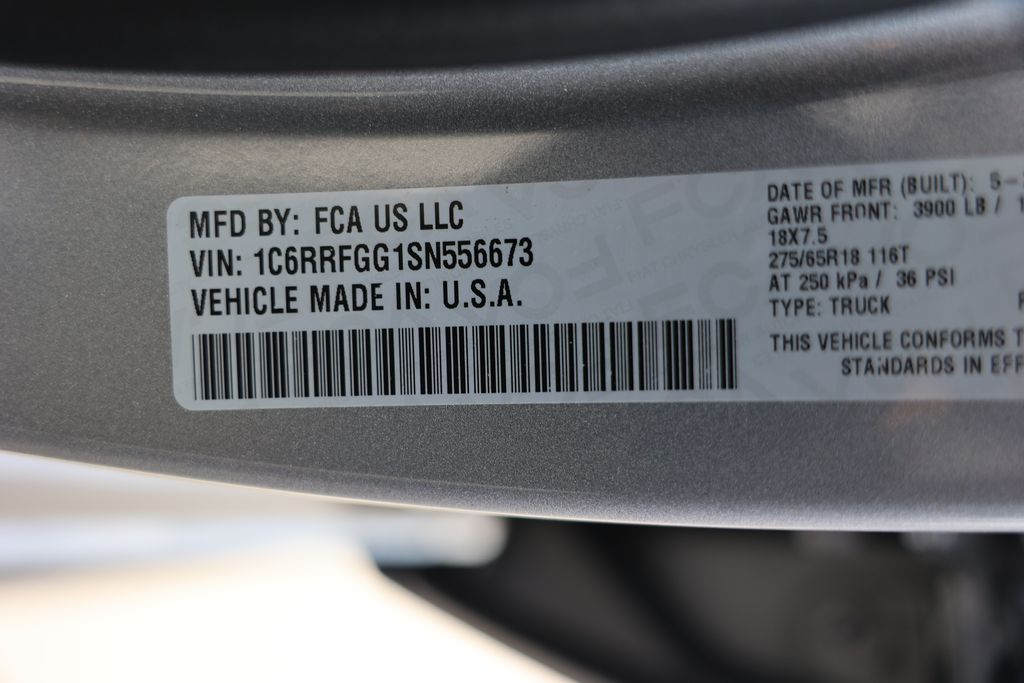 MFD BY: FCA US LLC
VIN: 1C6RRFGG1SN556673
VEHICLE MADE IN: U.S.A.
DATE OF MFR (BUILT): 5-
GAWR FRONT: 3900 LB /
18X7.5
275/65R18 116T
AT 250 kPa / 36 PSI
TYPE: TRUCK
THIS VEHICLE CONFORMS
STANDARDS IN